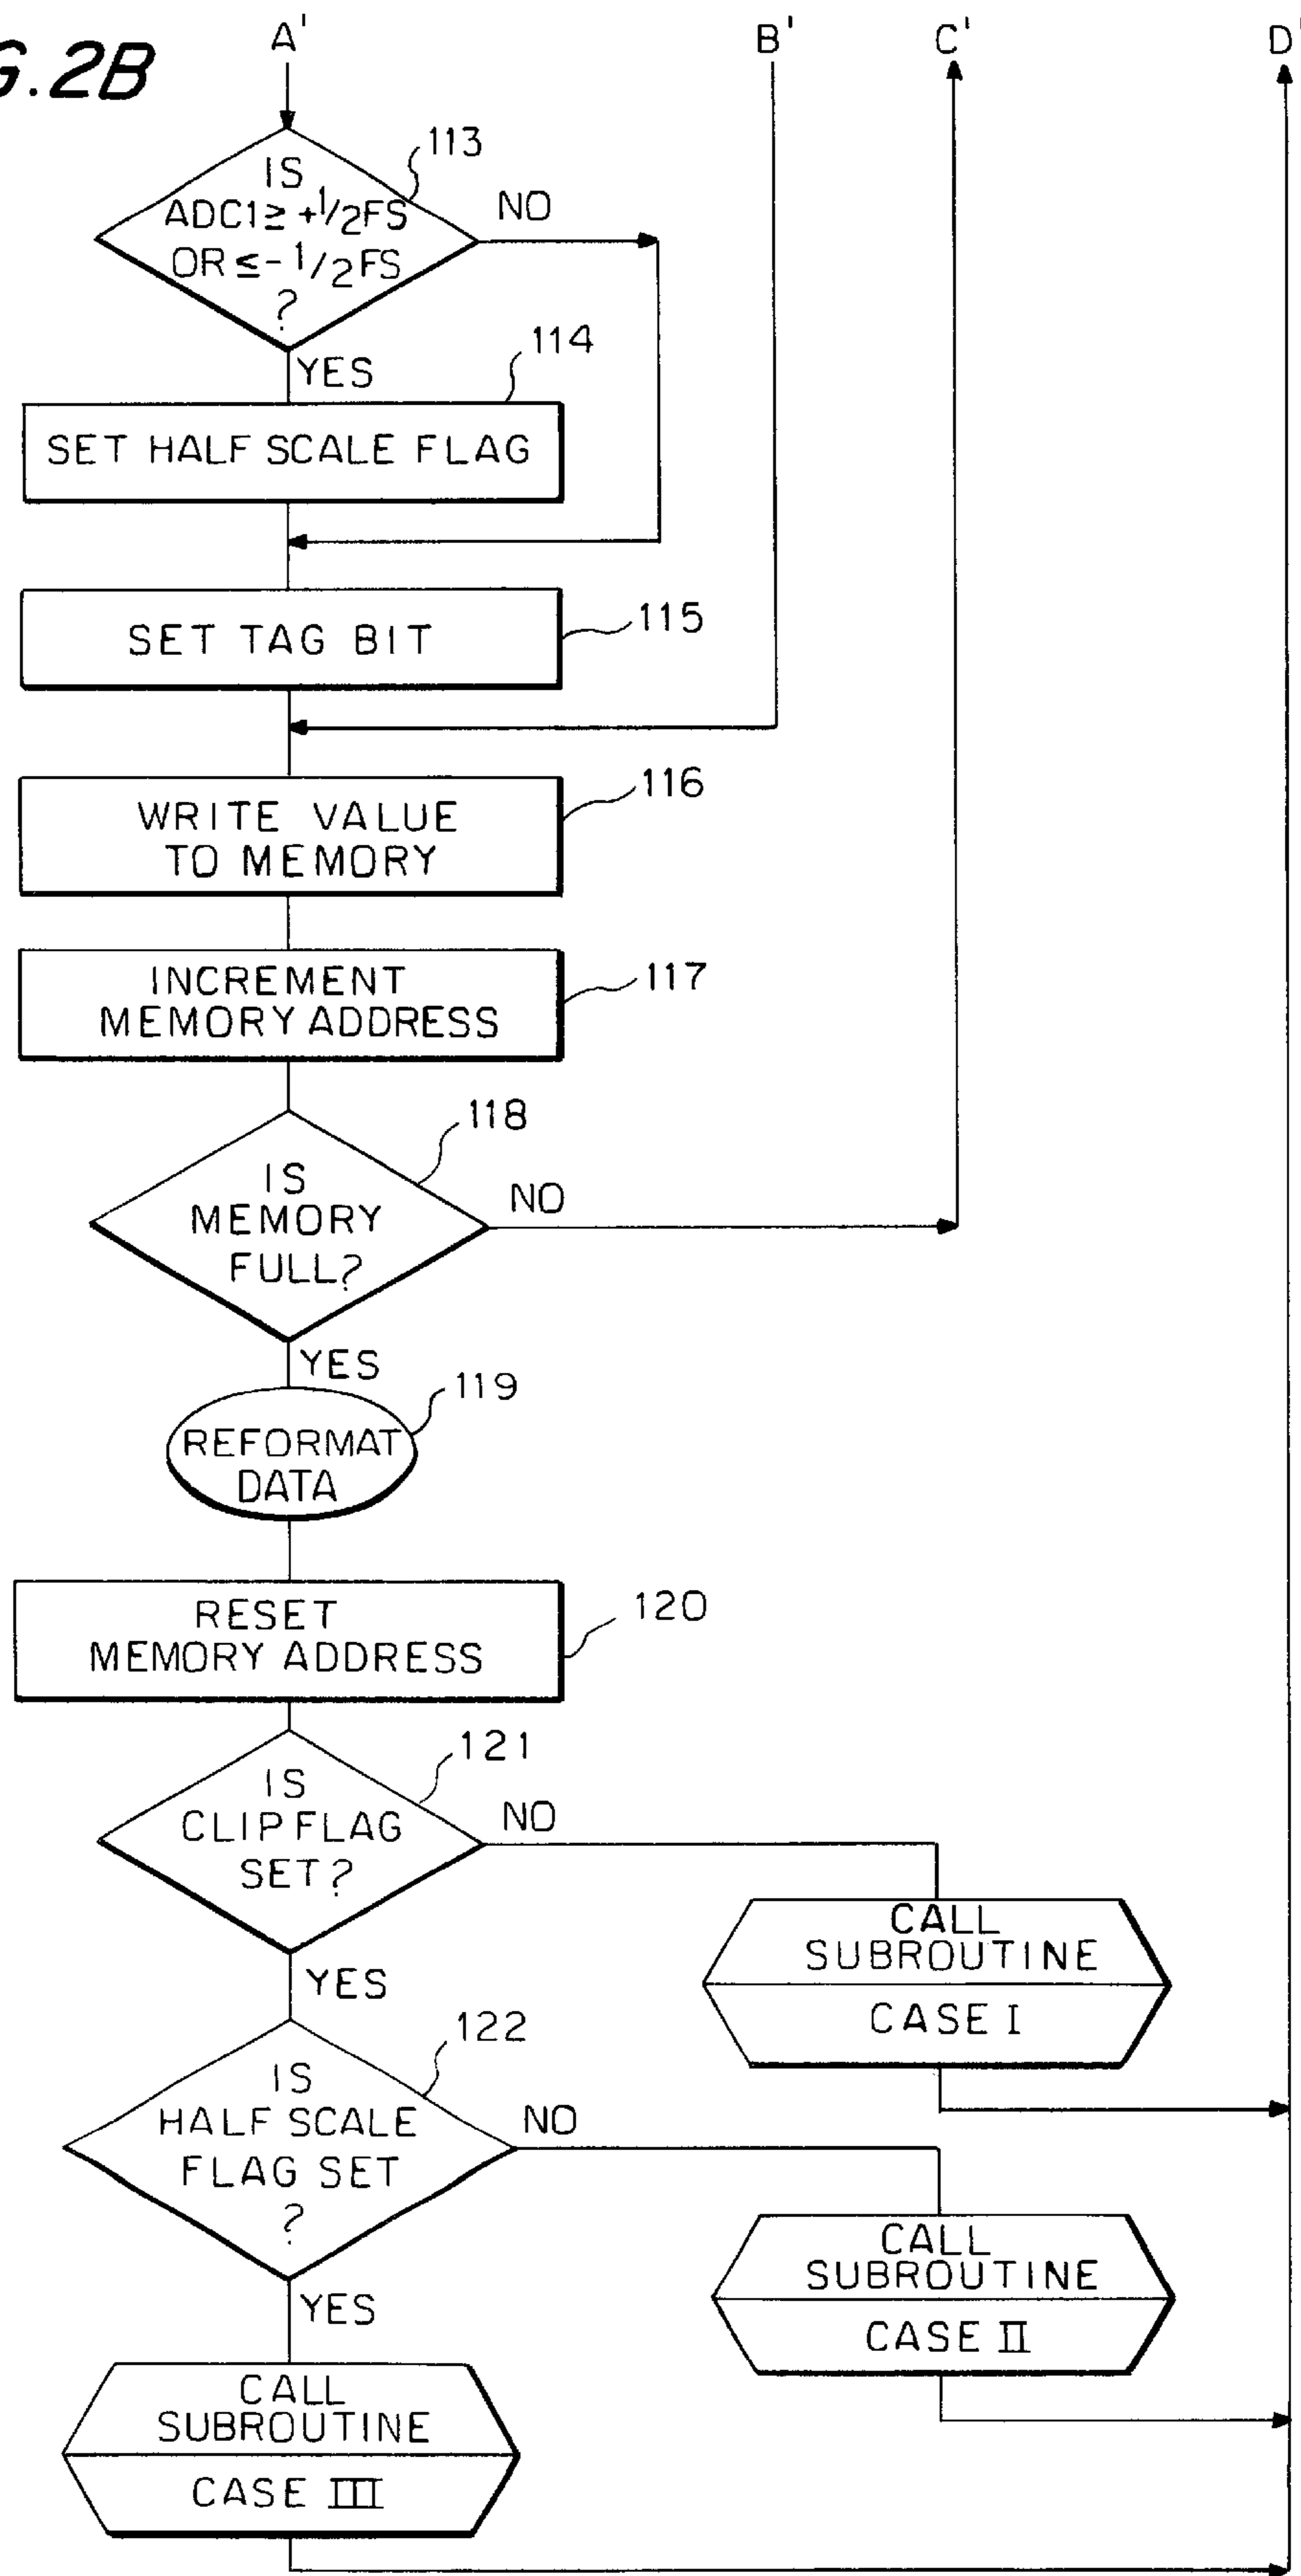 G.2B
A'
B'
C'
D'
113
IS
ADC1≥ +1/2FS
OR ≤- 1/2 FS
?
NO
YES
114
SET HALF SCALE FLAG
115
SET TAG BIT
116
WRITE VALUE
TO MEMORY
117
INCREMENT
MEMORY ADDRESS
118
IS
MEMORY
FULL?
NO
YES
119
REFORMAT
DATA
120
RESET
MEMORY ADDRESS
121
IS
CLIP FLAG
SET?
NO
YES
CALL
SUBROUTINE
CASE I
122
IS
HALF SCALE
FLAG SET
?
NO
YES
CALL
SUBROUTINE
CASE II
CALL
SUBROUTINE
CASE III